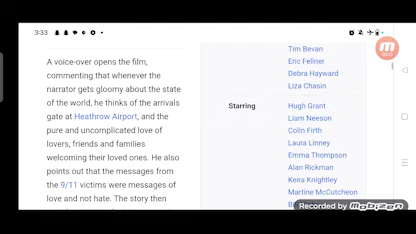 3:33
A voice-over opens the film,
commenting that whenever the
narrator gets gloomy about the state
of the world, he thinks of the arrivals
gate at Heathrow Airport, and the
pure and uncomplicated love of
lovers, friends and families
welcoming their loved ones. He also
points out that the messages from
the 9/11 victims were messages of
love and not hate. The story then
Tim Bevan
Eric Fellner
Debra Hayward
Liza Chasin
Starring
Hugh Grant
Liam Neeson
Colin Firth
Laura Linney
Emma Thompson
Alan Rickman
Keira Knightley
Martine McCutcheon
Recorded by Mobizen